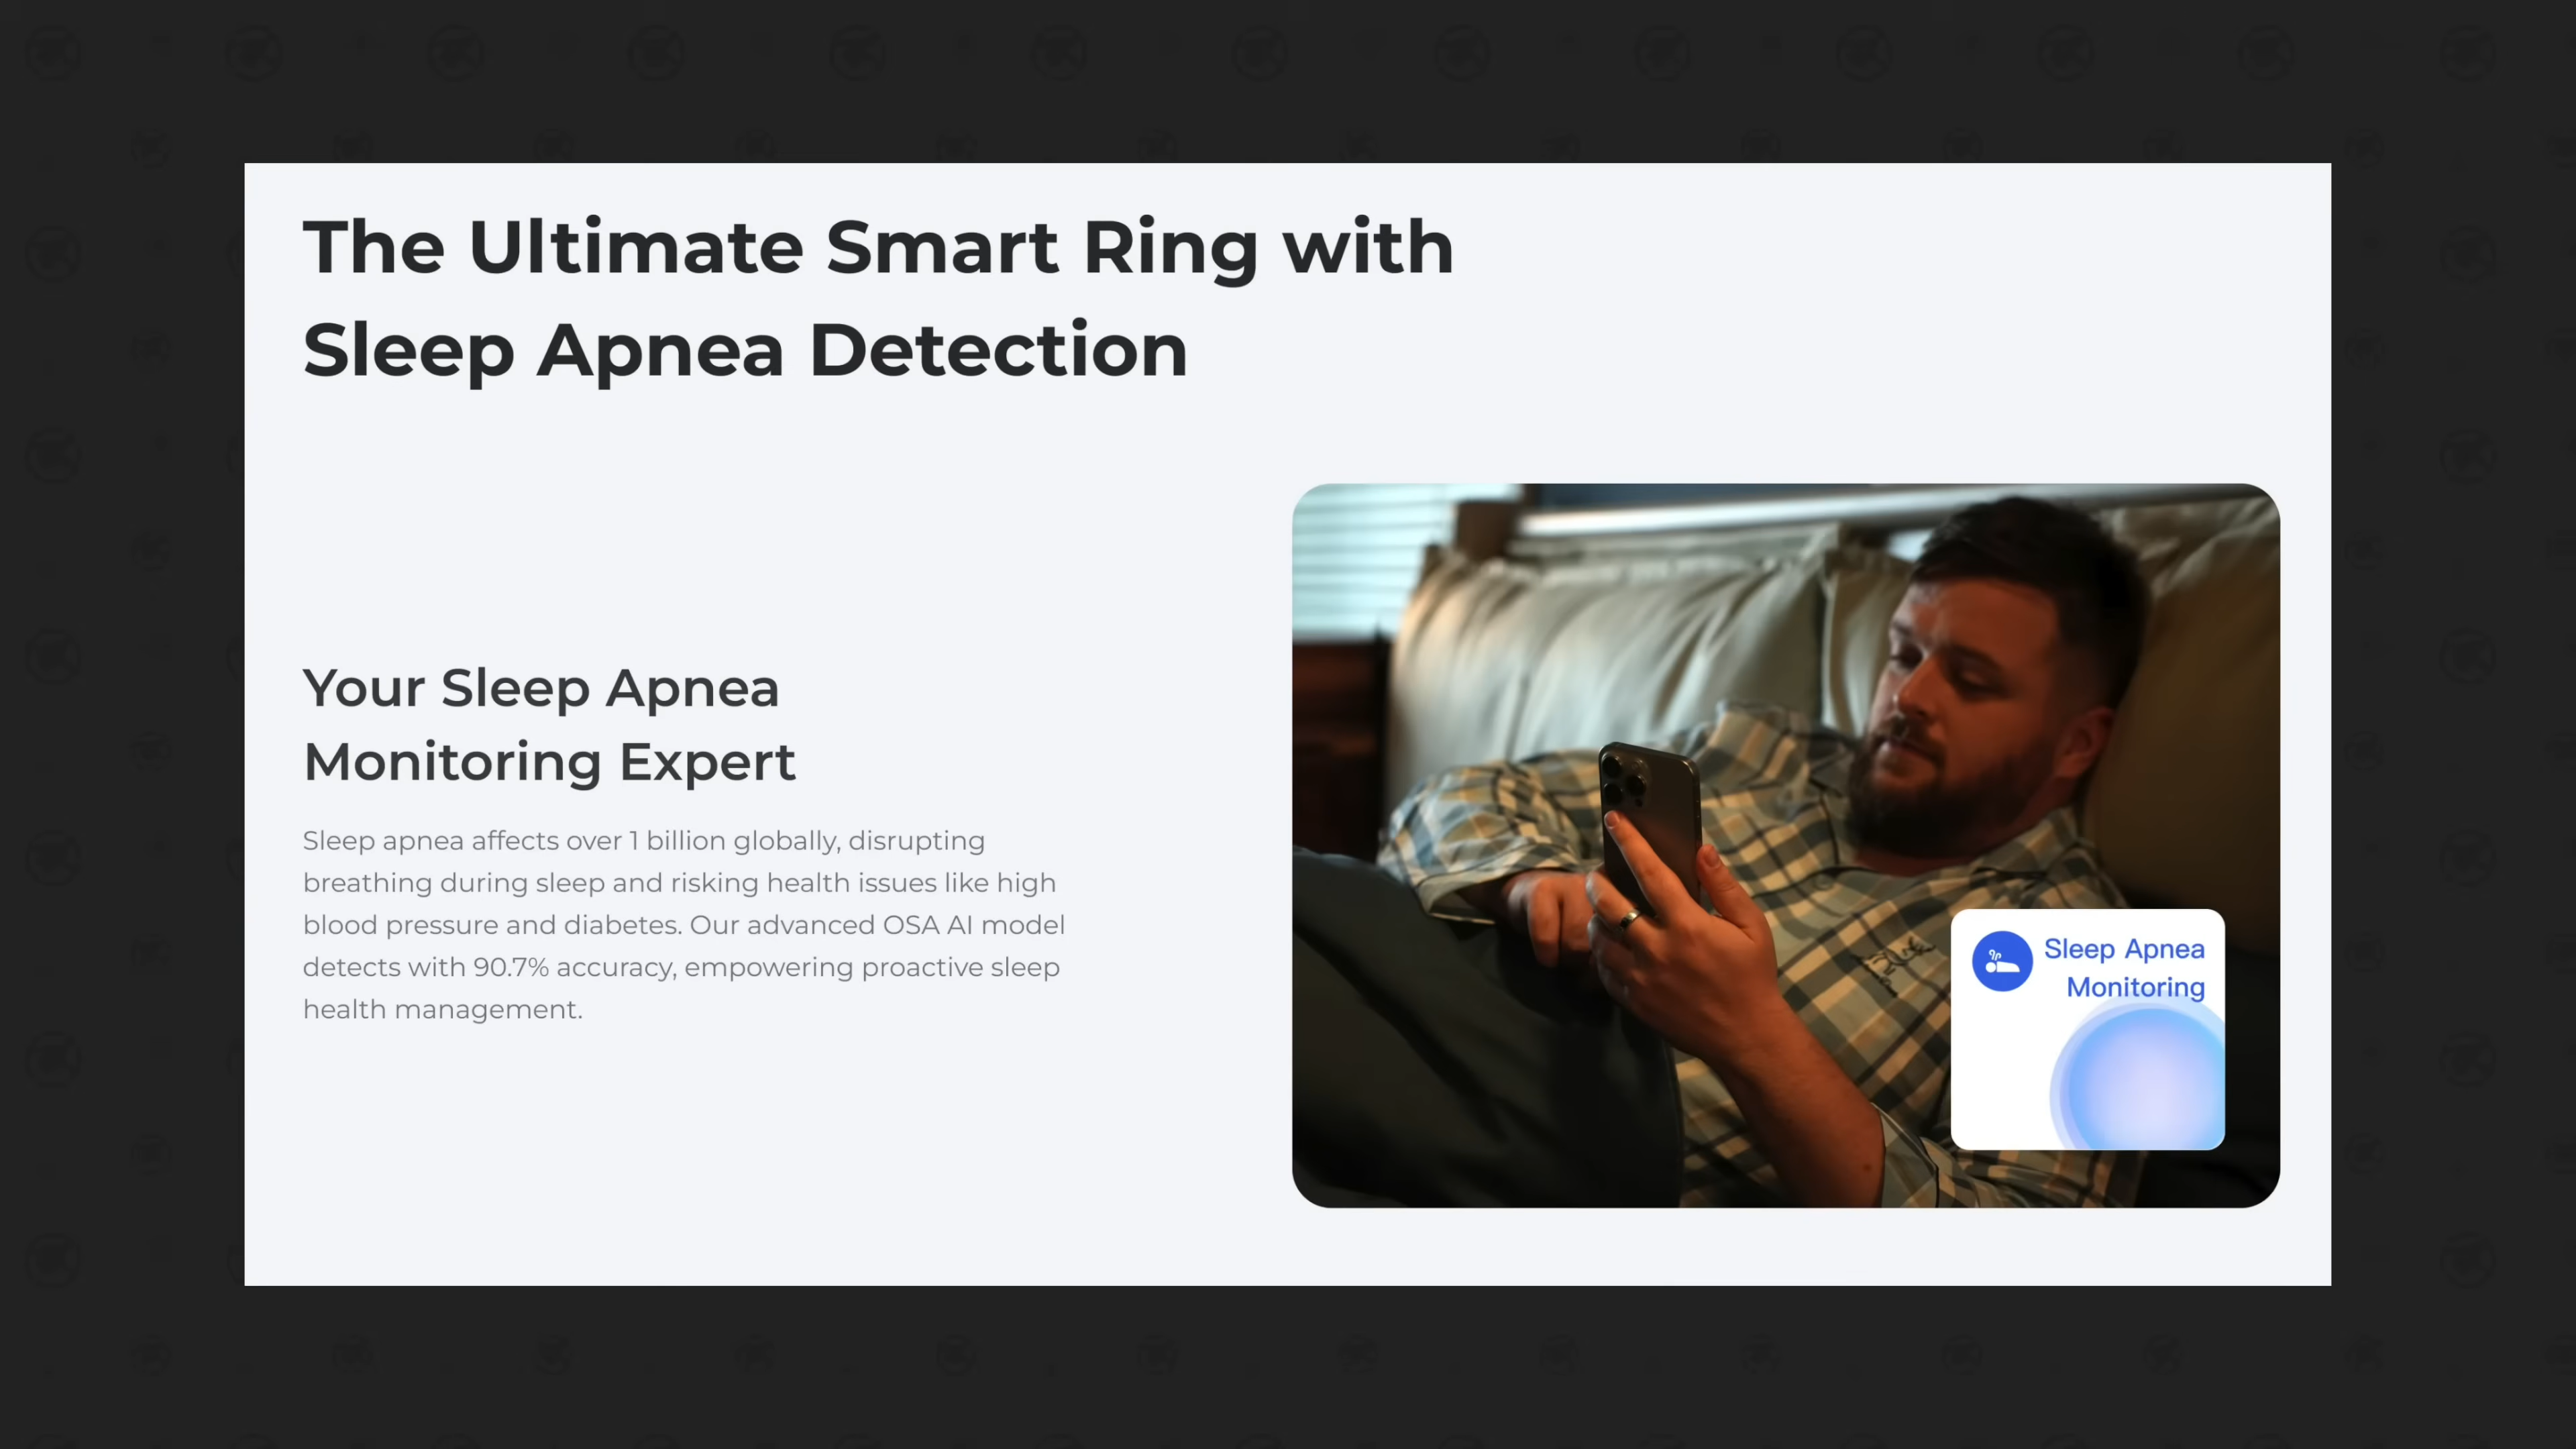 The Ultimate Smart Ring with
Sleep Apnea Detection
Your Sleep Apnea
Monitoring Expert
Sleep apnea affects over 1 billion globally, disrupting
breathing during sleep and risking health issues like high
blood pressure and diabetes. Our advanced OSA AI model
detects with 90.7% accuracy, empowering proactive sleep
health management.
Sleep Apnea
Monitoring